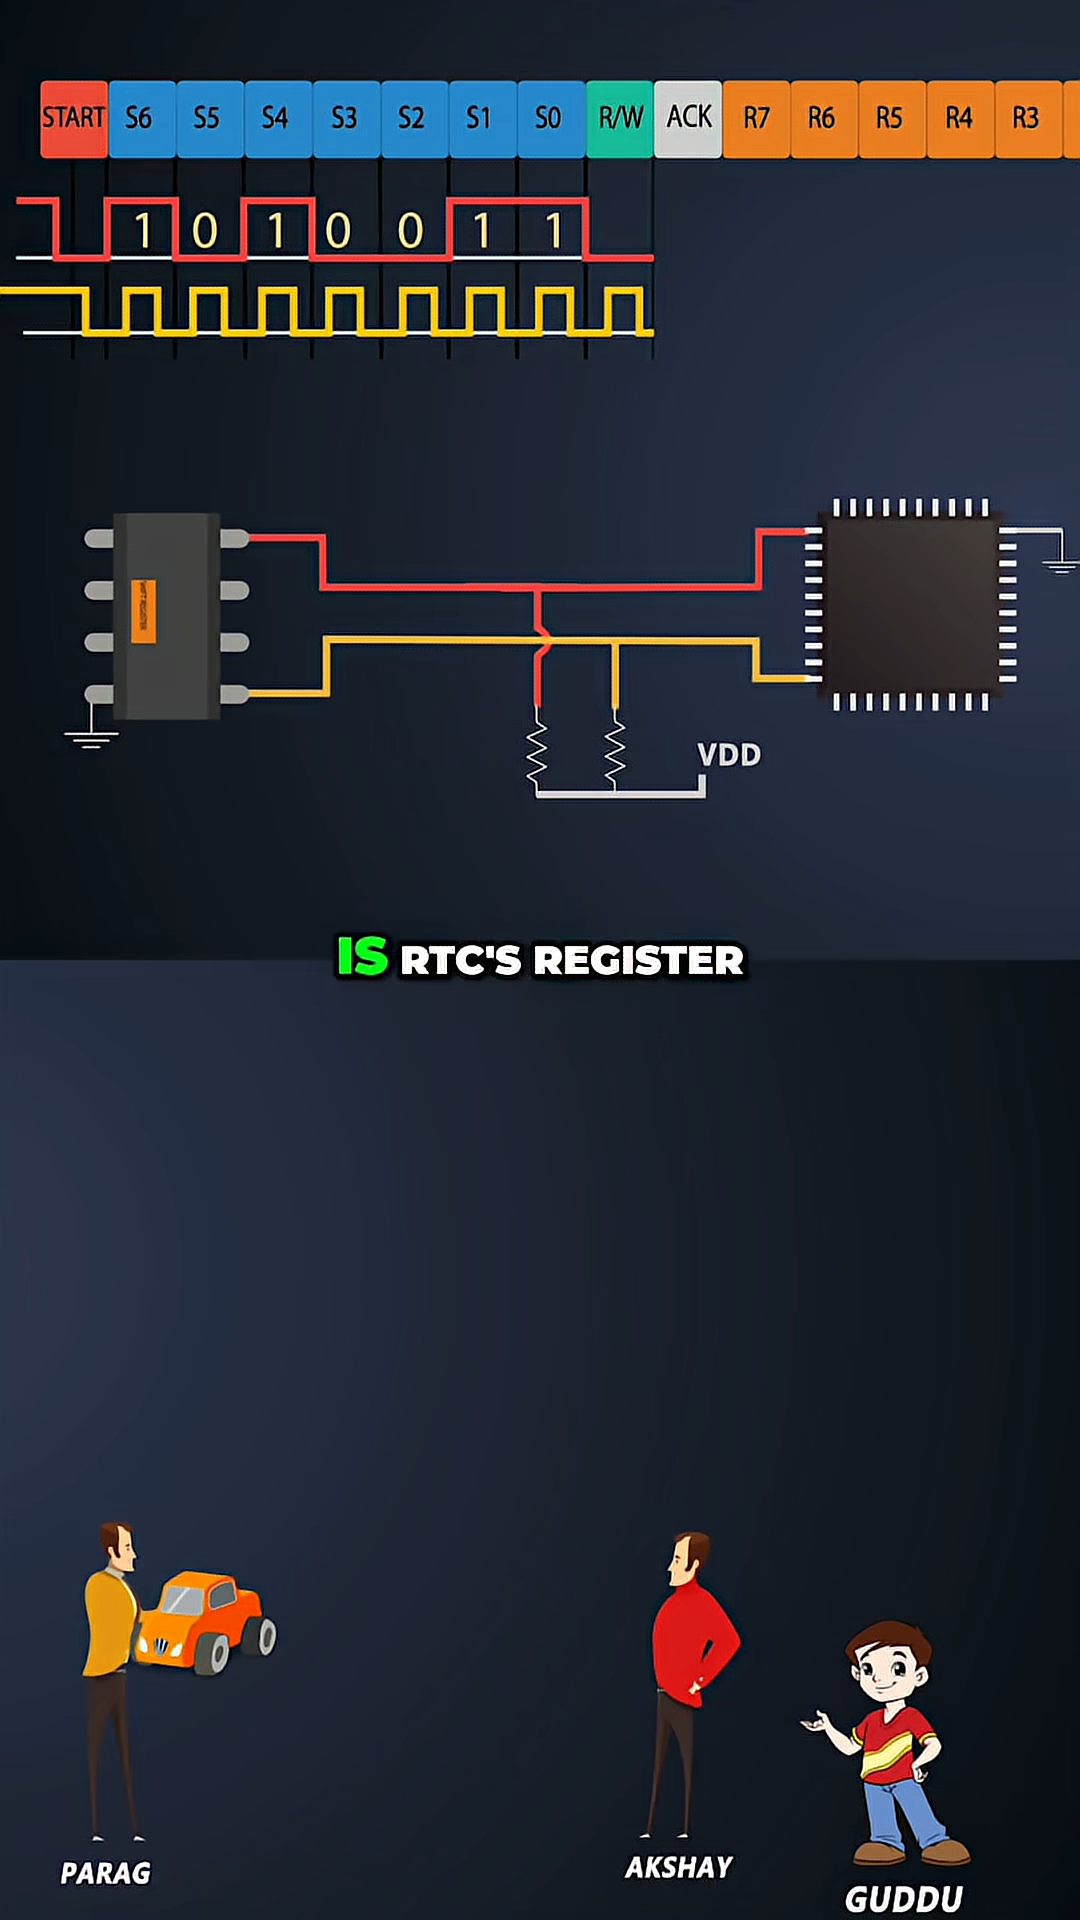 START S6 S5 S4 S3 S2 S1 S0 R/W ACK R7 R6 R5 R4 R3
1 0 1 0 0 1 1
VDD
IS RTC'S REGISTER
PARAG
AKSHAY
GUDDU